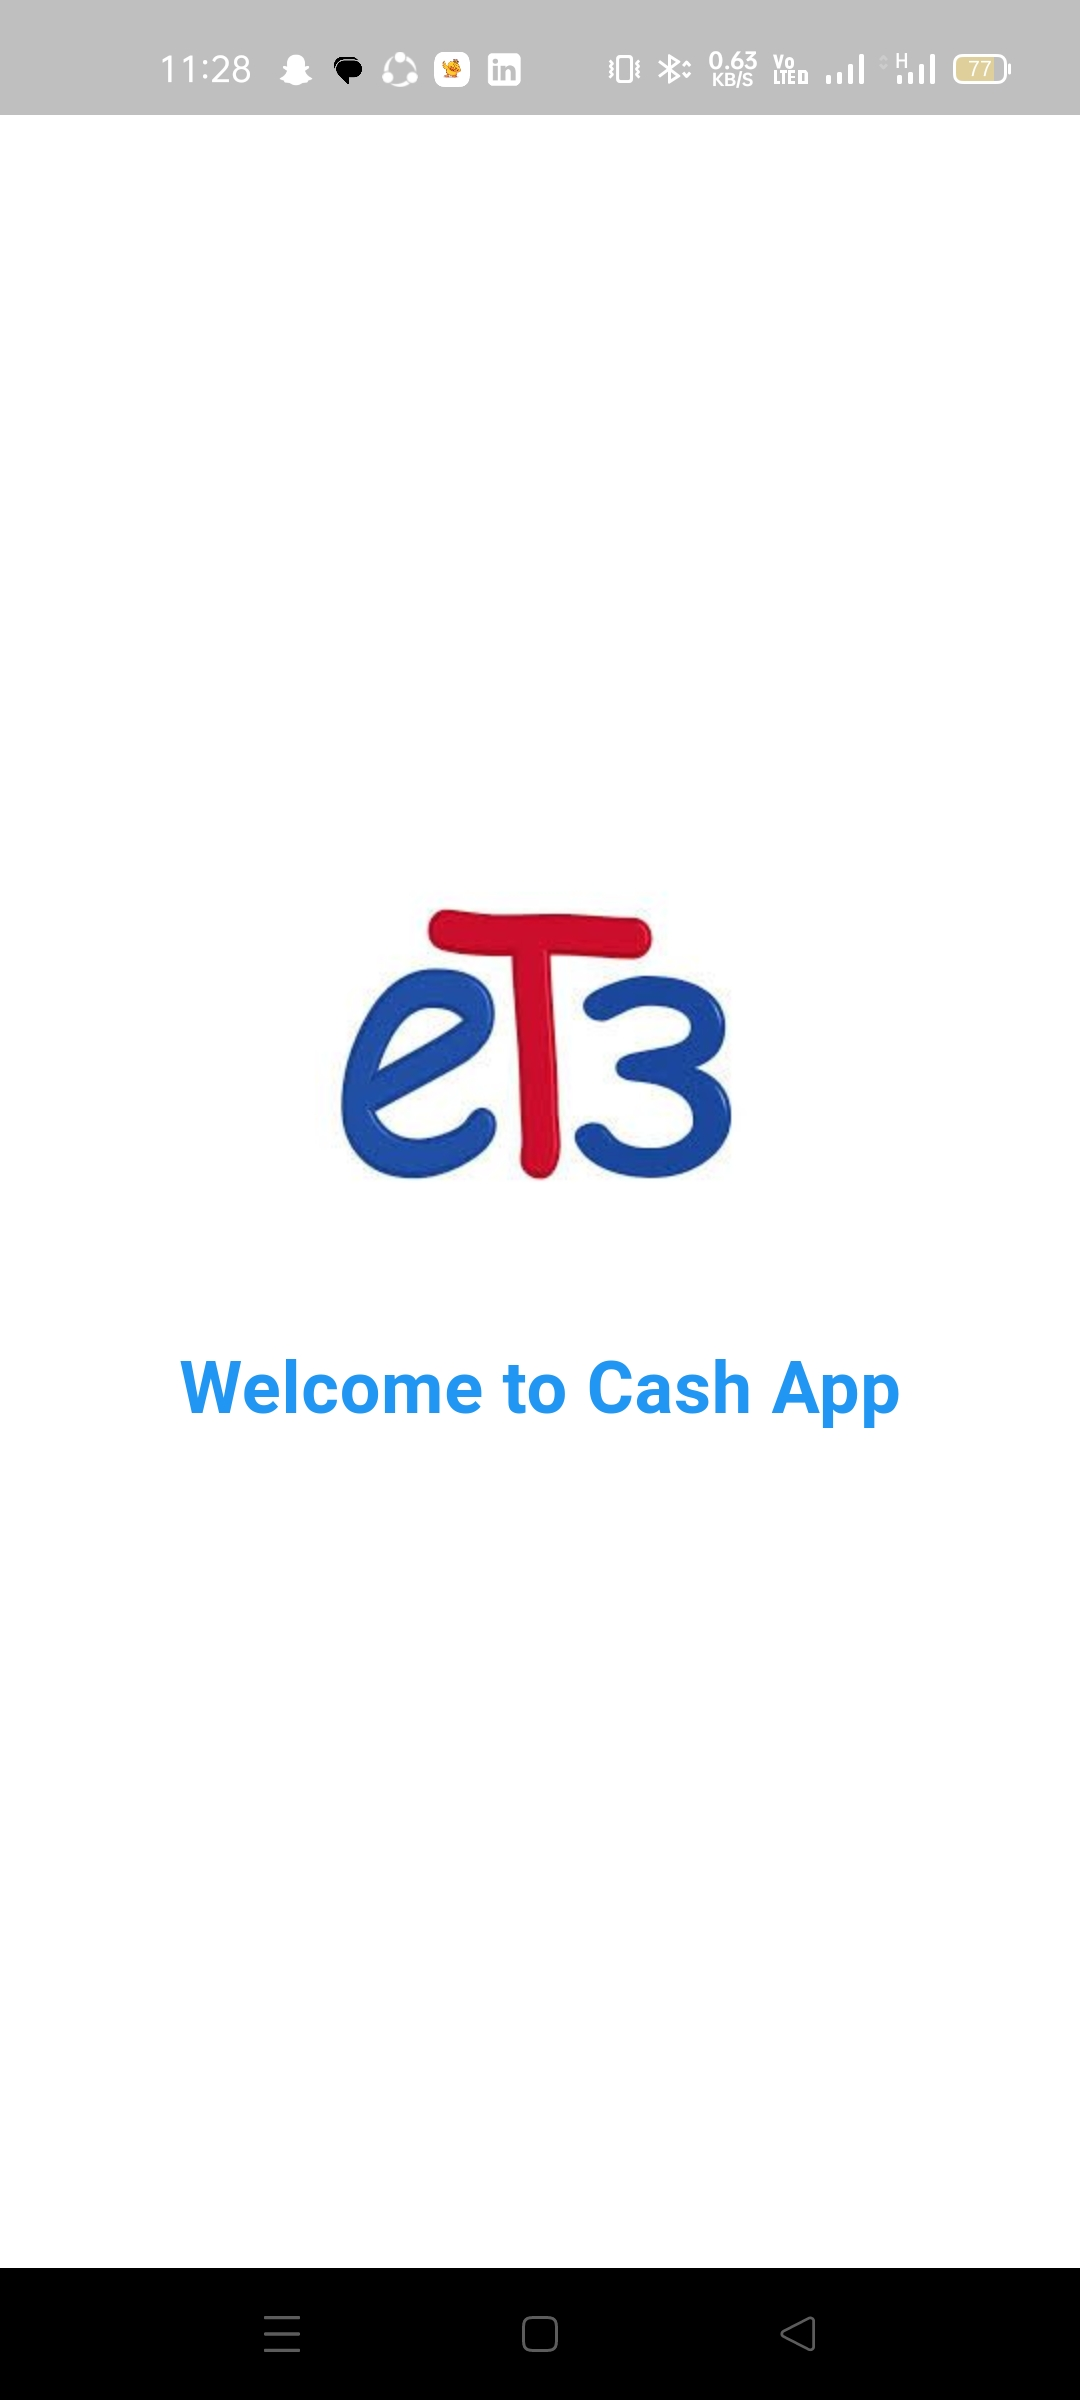 11:28
0.63 KB/S
Vo LTE
H
77
eT3
Welcome to Cash App